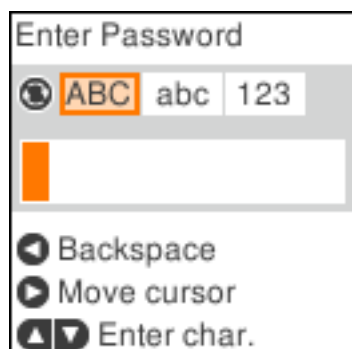 Enter Password
ABC abc 123
Backspace
Move cursor
Enter char.